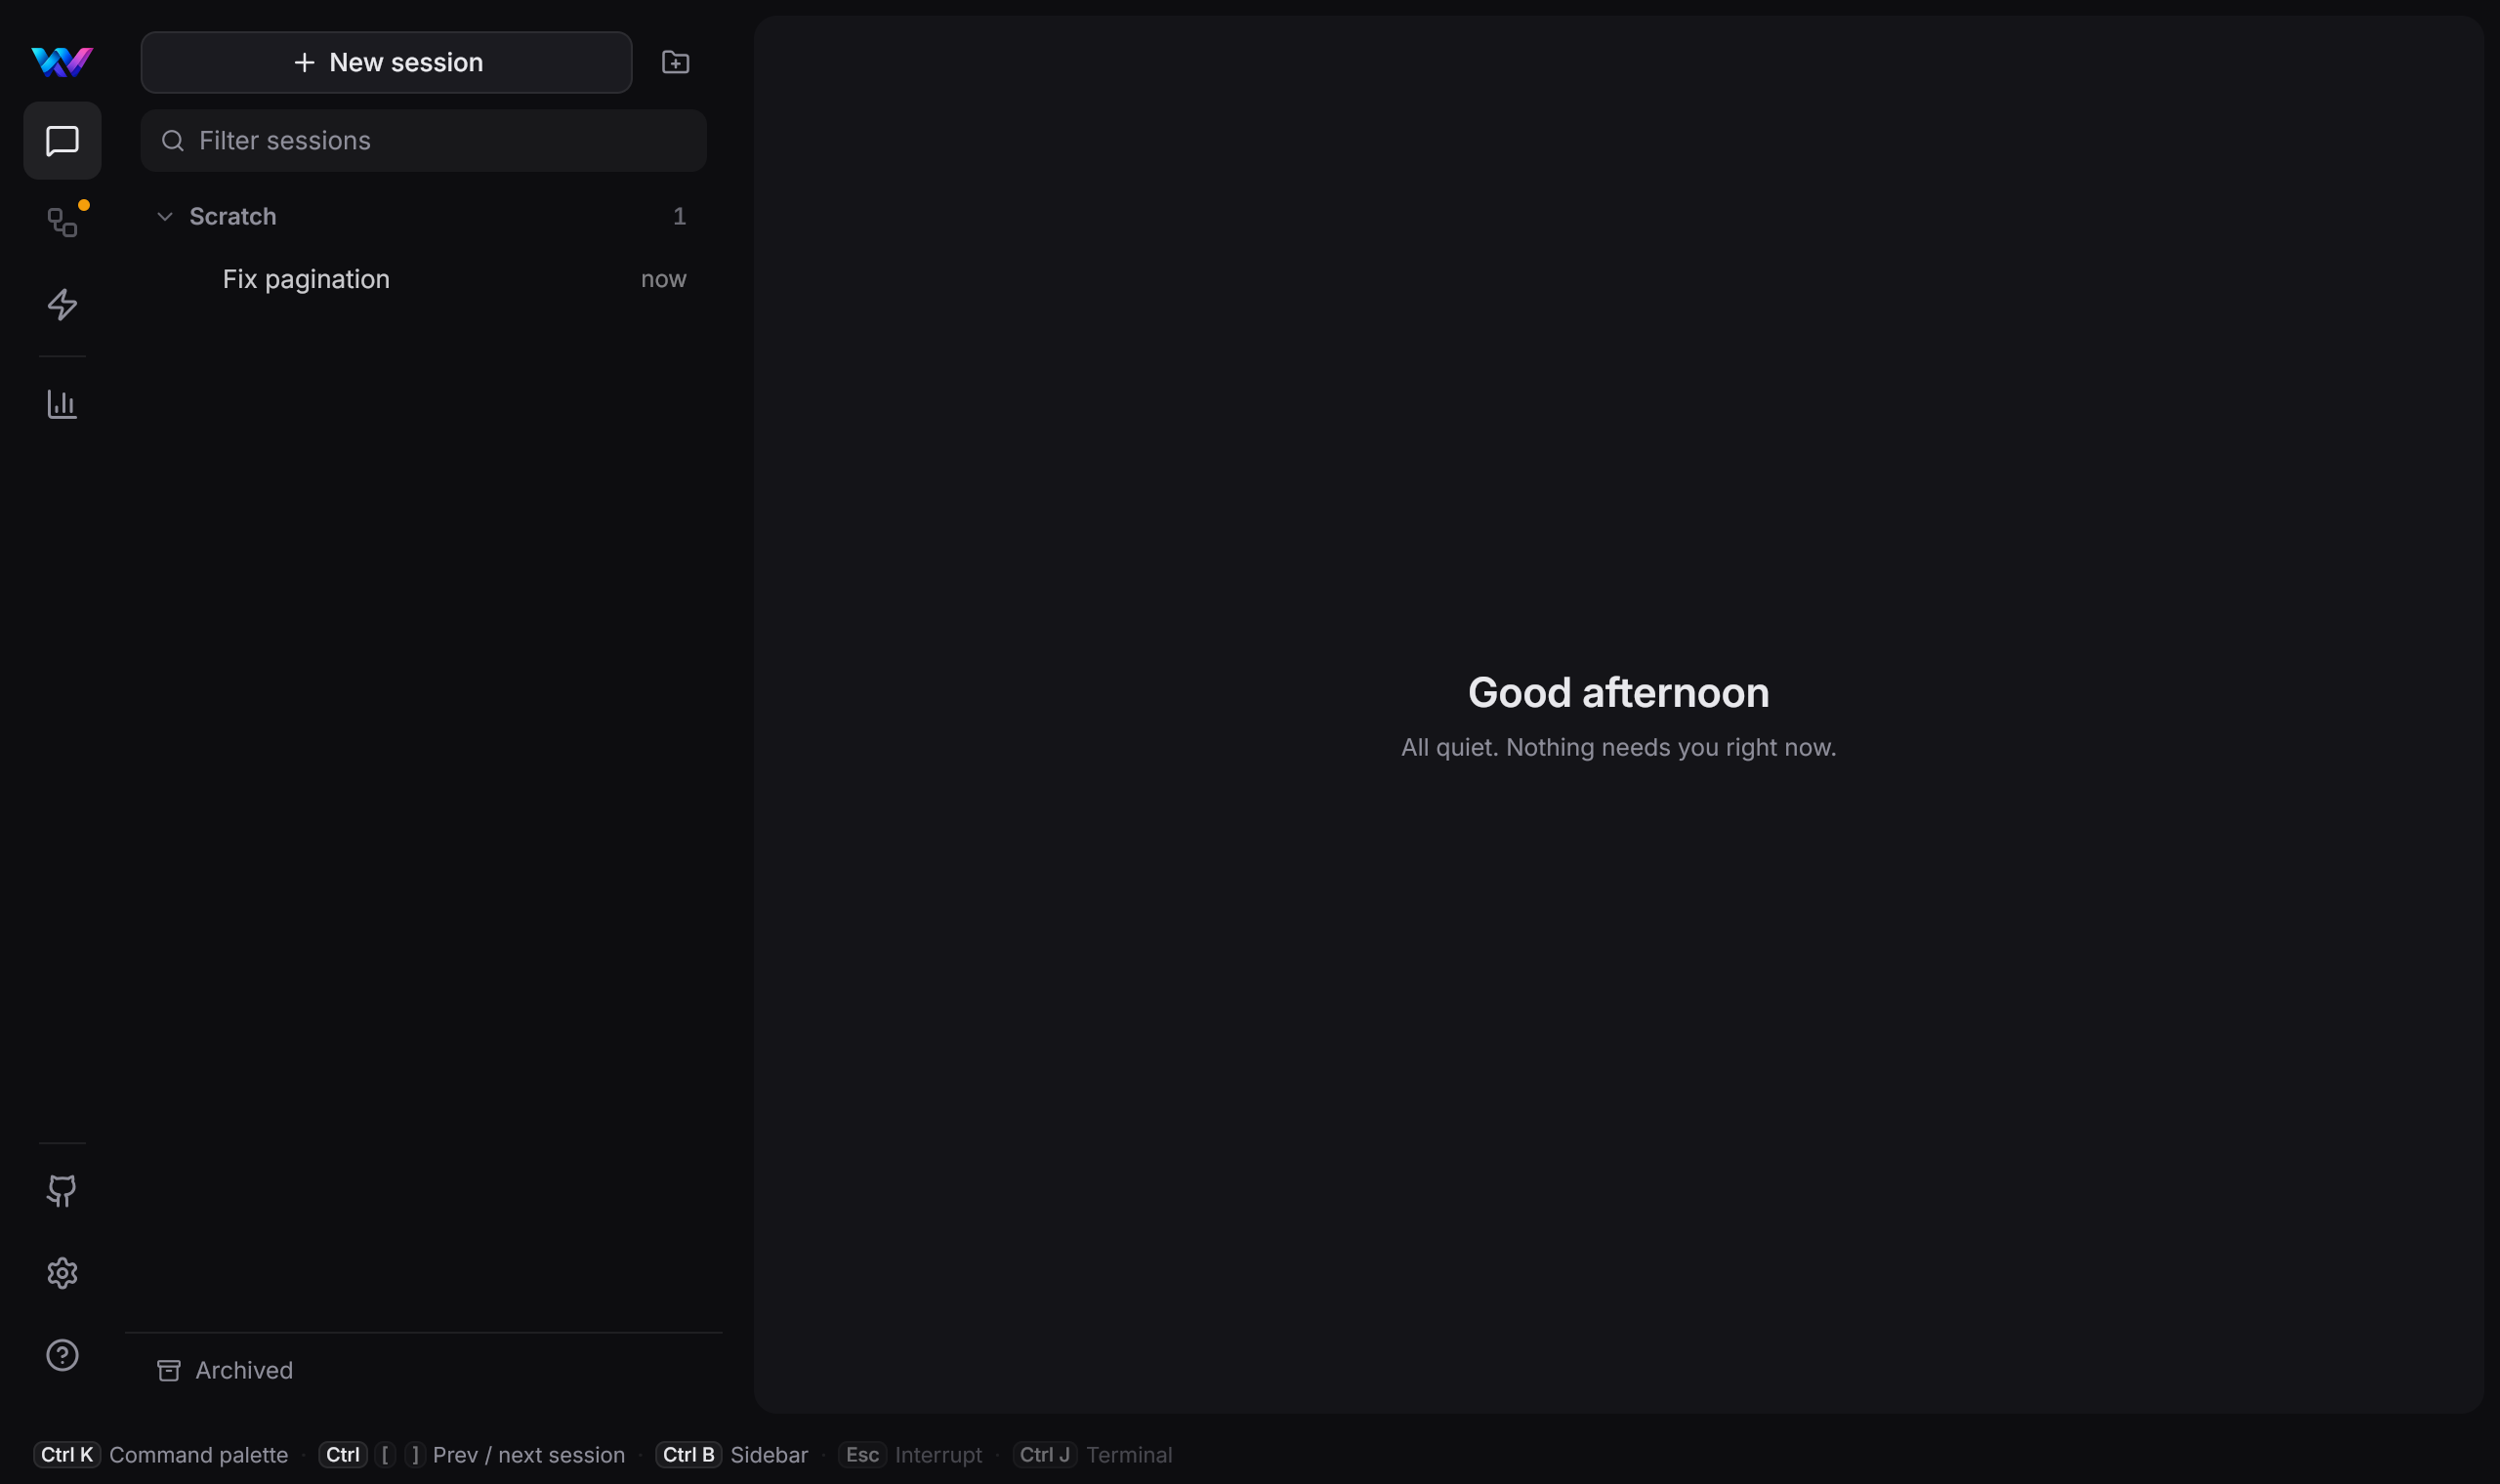 New session
Filter sessions
Scratch 1
Fix pagination now
Good afternoon
All quiet. Nothing needs you right now.
Archived
Ctrl K Command palette · Ctrl [ ] Prev / next session · Ctrl B Sidebar · Esc Interrupt · Ctrl J Terminal